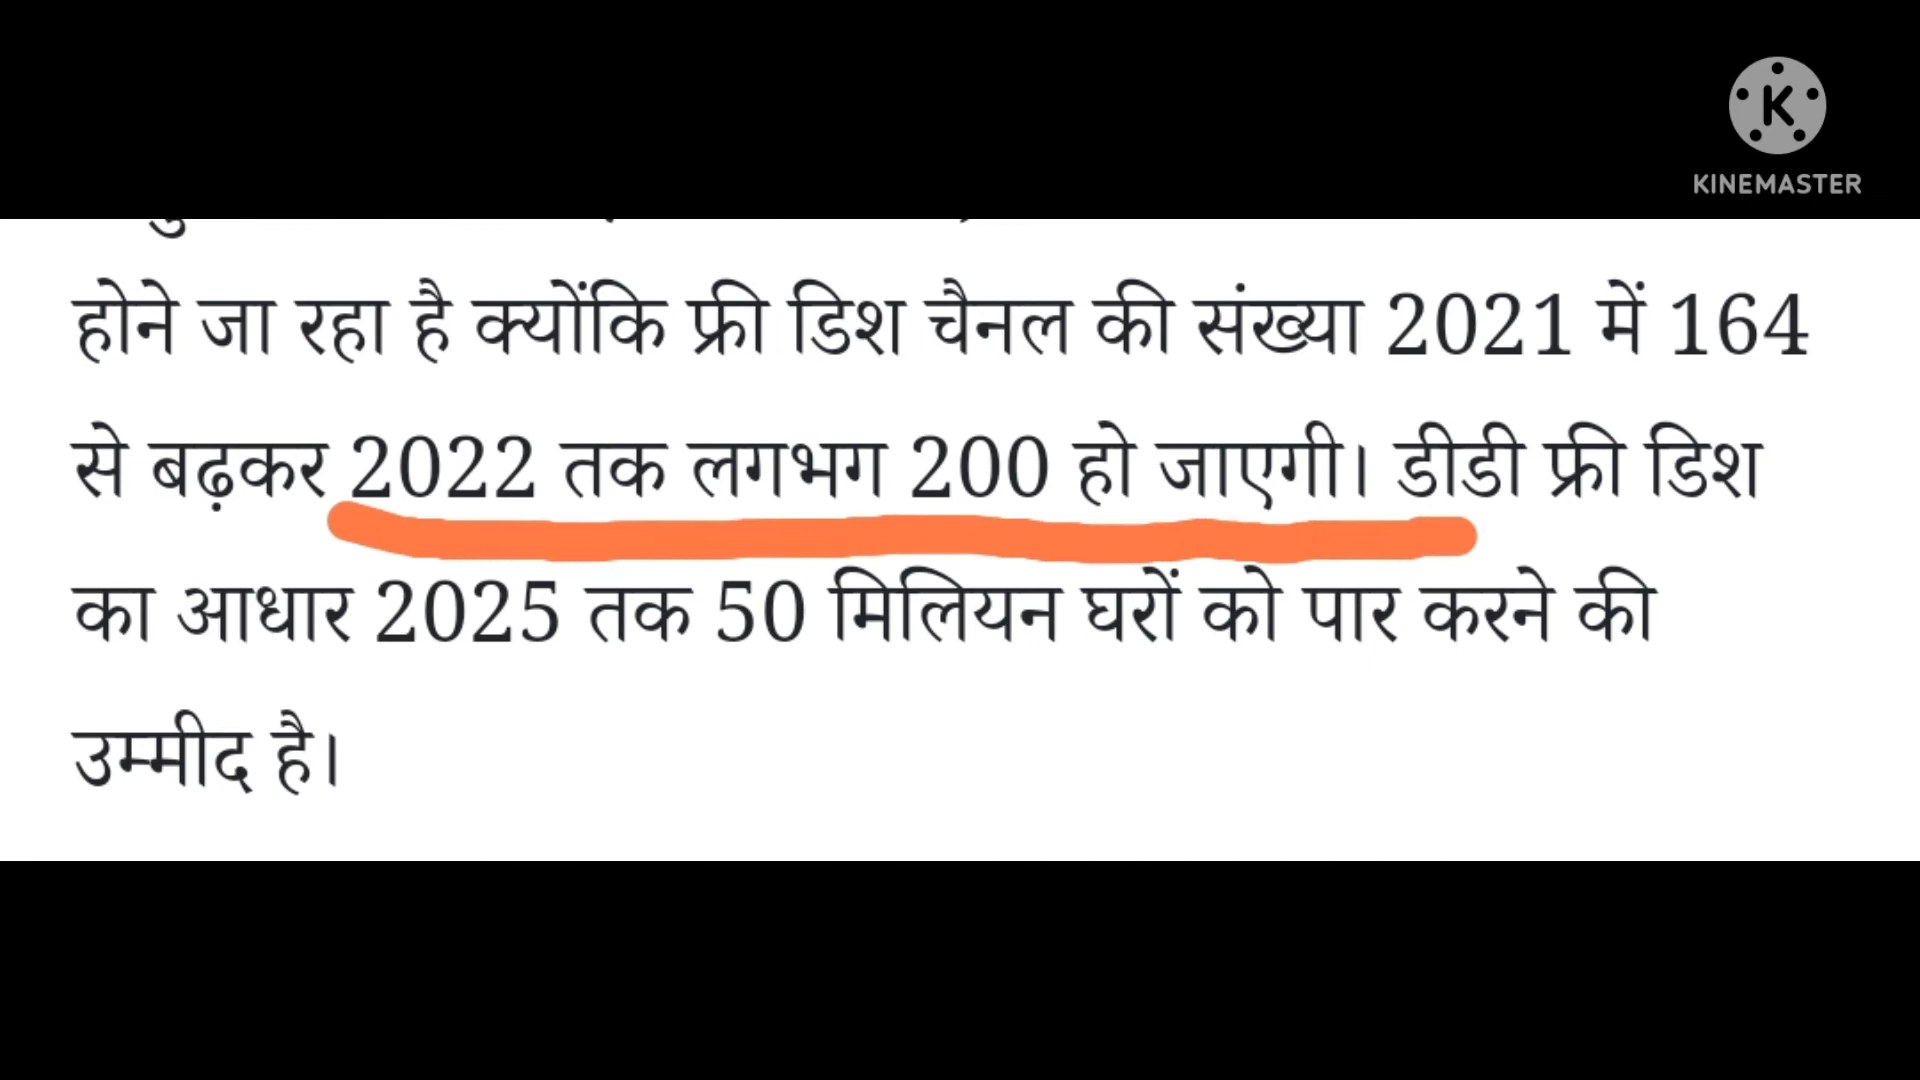 KINEMASTER
होने जा रहा है क्योंकि फ्री डिश चैनल की संख्या 2021 में 164
से बढ़कर 2022 तक लगभग 200 हो जाएगी। डीडी फ्री डिश
का आधार 2025 तक 50 मिलियन घरों को पार करने की
उम्मीद है।